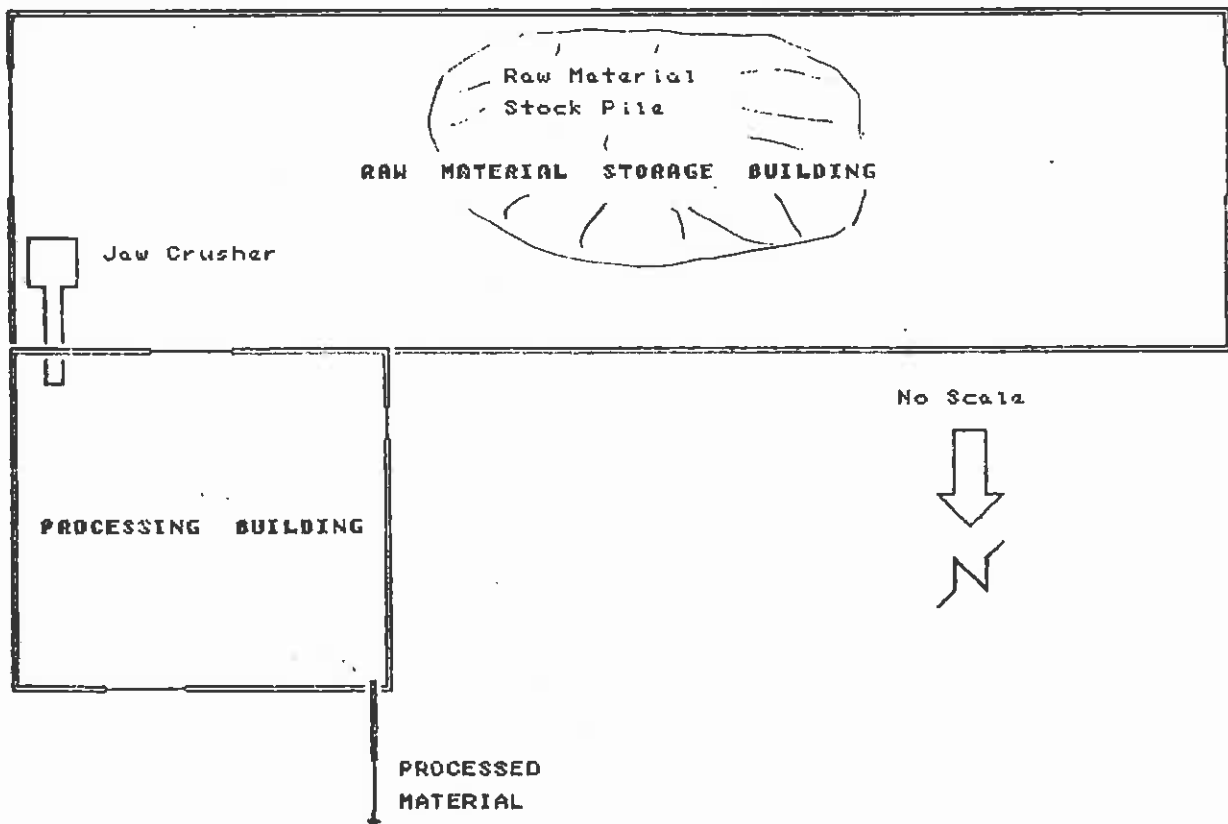 Raw Material
Stock Pile
RAW MATERIAL STORAGE BUILDING
Jaw Crusher
No Scale
N
PROCESSING BUILDING
PROCESSED
MATERIAL